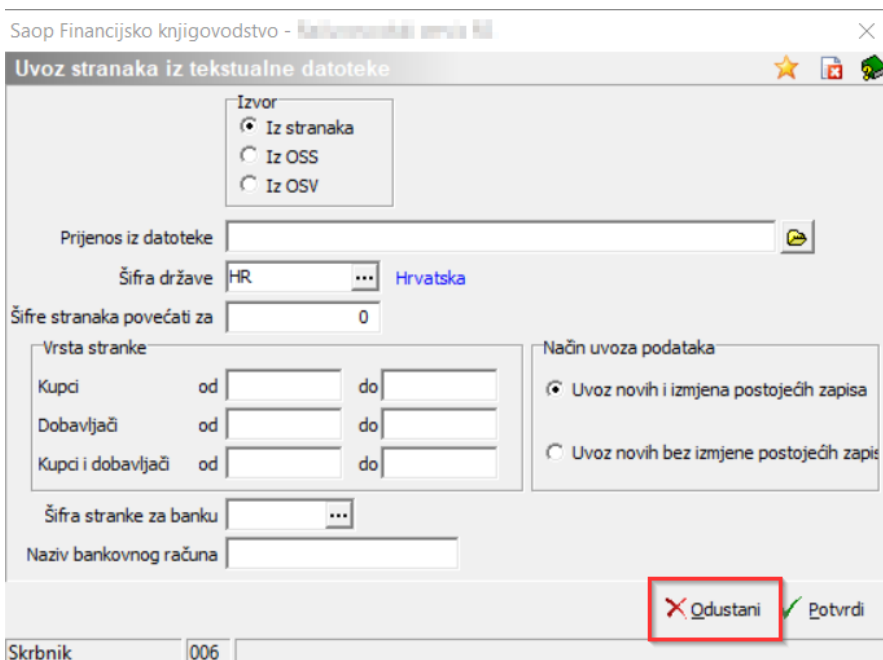 Saop Financijsko knjigovodstvo -
Uvoz stranaka iz tekstualne datoteke
Izvor
Iz stranaka
Iz OSS
Iz OSV
Prijenos iz datoteke
Šifra države HR ... Hrvatska
Šifre stranaka povećati za 0
Vrsta stranke
Kupci od do
Dobavljači od do
Kupci i dobavljači od do
Način uvoza podataka
Uvoz novih i izmjena postojećih zapisa
Uvoz novih bez izmjene postojećih zapis
Šifra stranke za banku ...
Naziv bankovnog računa
Odustani Potvrdi
Skrbnik 006